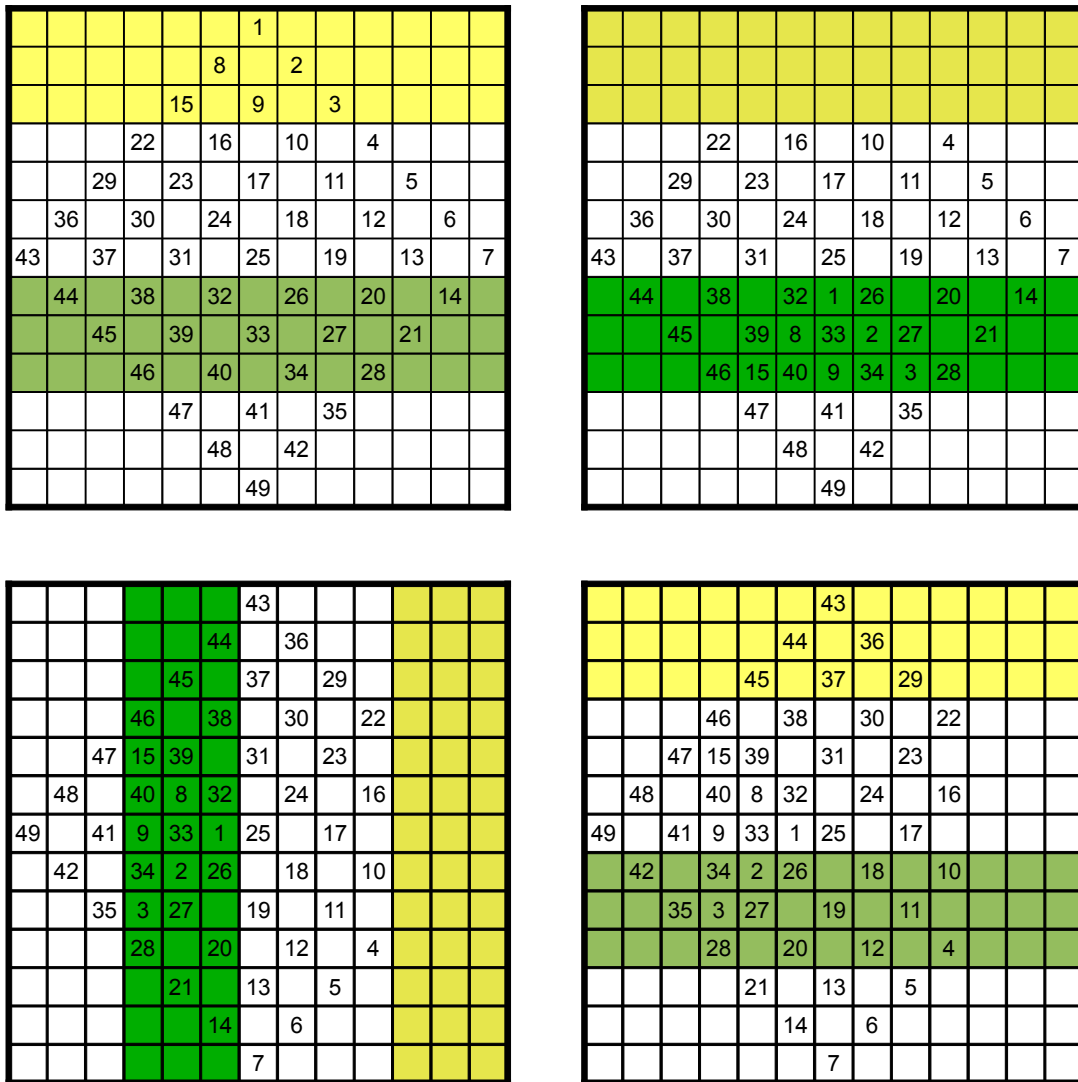 1
8 2
15 9 3
22 16 10 4
29 23 17 11 5
36 30 24 18 12 6
43 37 31 25 19 13 7
44 38 32 26 20 14
45 39 33 27 21
46 40 34 28
47 41 35
48 42
49
22 16 10 4
29 23 17 11 5
36 30 24 18 12 6
43 37 31 25 19 13 7
44 38 32 1 26 20 14
45 39 8 33 2 27 21
46 15 40 9 34 3 28
47 41 35
48 42
49
43
44 36
45 37 29
46 38 30 22
47 15 39 31 23
48 40 8 32 24 16
49 41 9 33 1 25 17
42 34 2 26 18 10
35 3 27 19 11
28 20 12 4
21 13 5
14 6
7
43
44 36
45 37 29
46 38 30 22
47 15 39 31 23
48 40 8 32 24 16
49 41 9 33 1 25 17
42 34 2 26 18 10
35 3 27 19 11
28 20 12 4
21 13 5
14 6
7